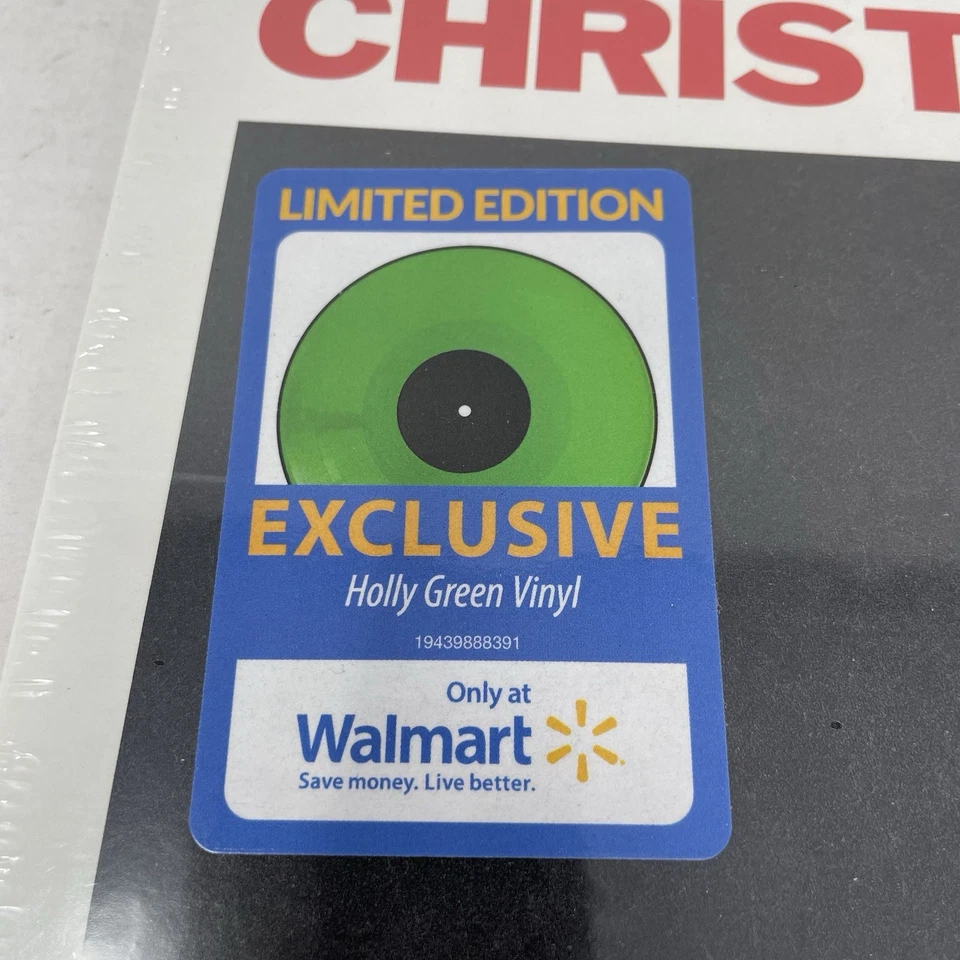 CHRIST
LIMITED EDITION
EXCLUSIVE
Holly Green Vinyl
19439888391
Only at
Walmart
Save money. Live better.